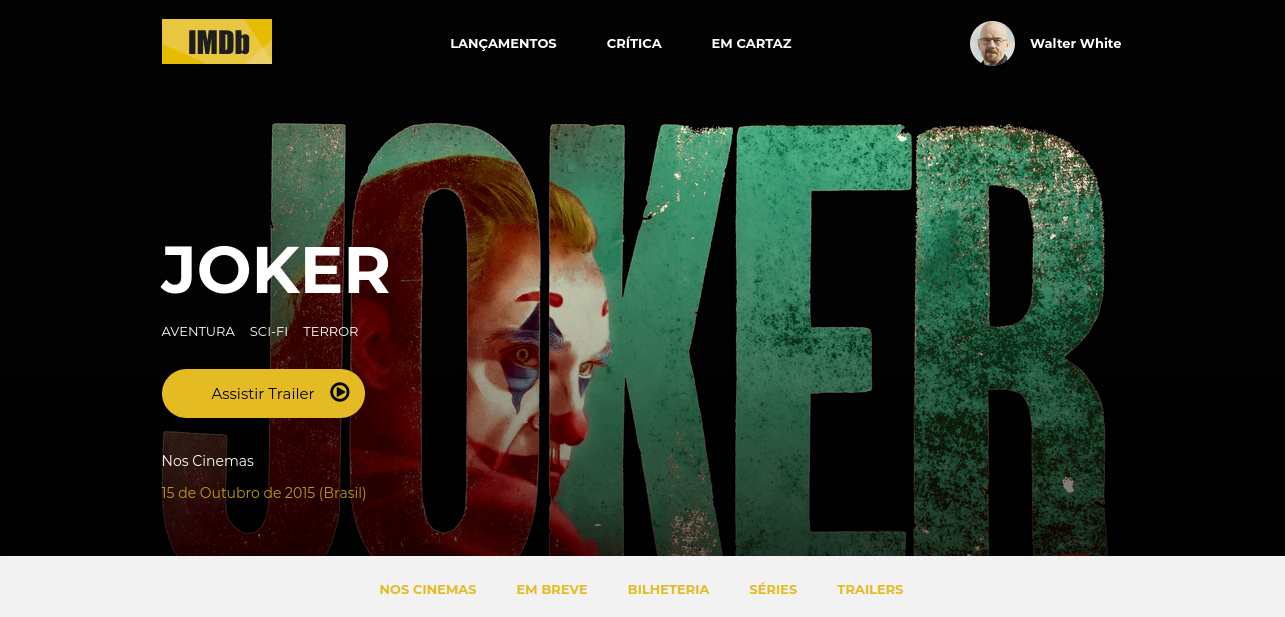 IMDb
LANÇAMENTOS CRÍTICA EM CARTAZ
Walter White
JOKER
JOKER
AVENTURA SCI-FI TERROR
Assistir Trailer
Nos Cinemas
15 de Outubro de 2015 (Brasil)
NOS CINEMAS EM BREVE BILHETERIA SÉRIES TRAILERS